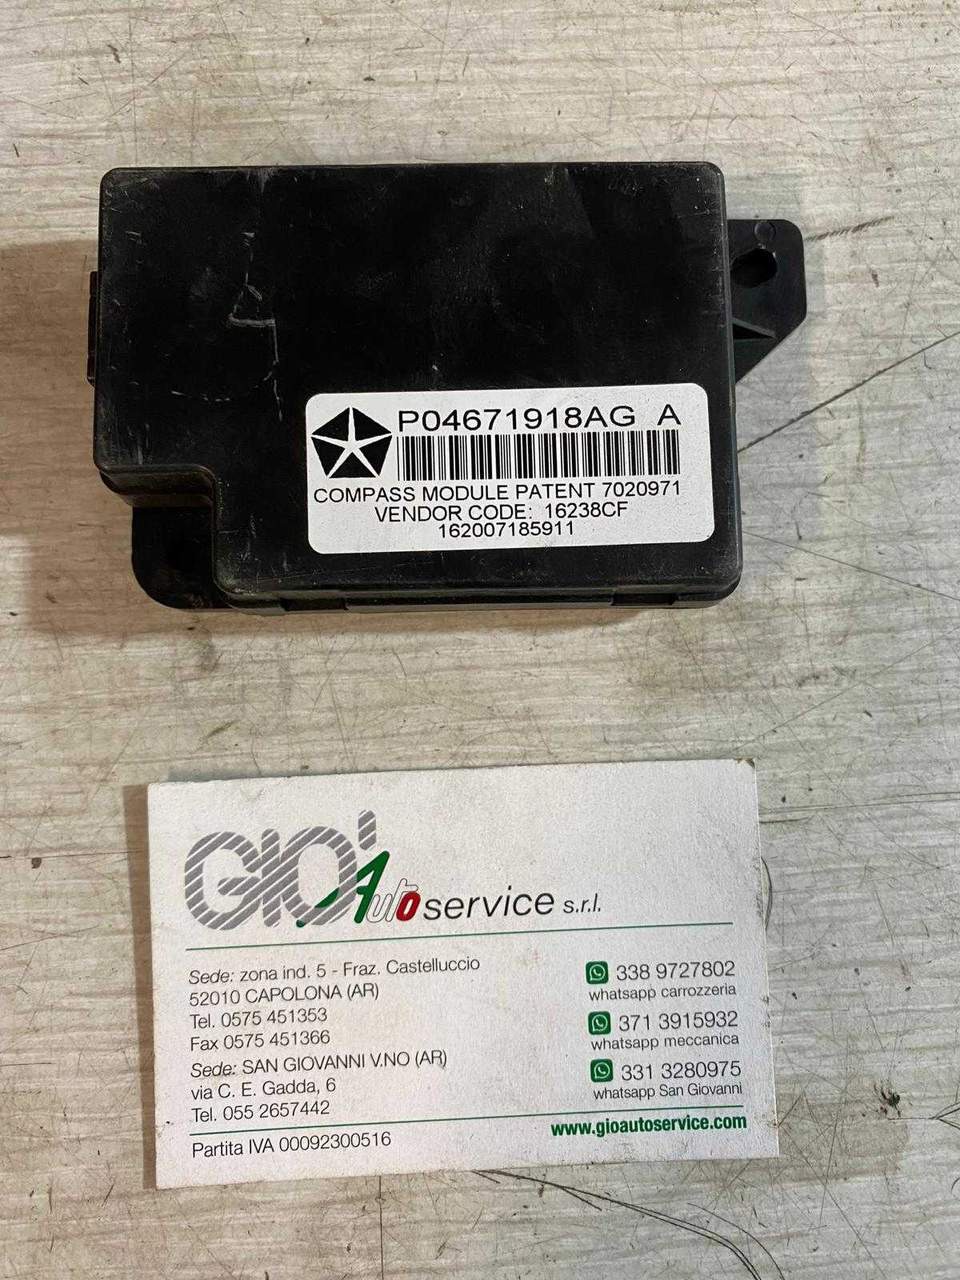 P04671918AG A
COMPASS MODULE PATENT 7020971
VENDOR CODE: 16238CF
162007185911
GIO' Autoservice s.r.l.
Sede: zona ind. 5 - Fraz. Castelluccio
52010 CAPOLONA (AR)
Tel. 0575 451353
Fax 0575 451366
Sede: SAN GIOVANNI V.NO (AR)
via C. E. Gadda, 6
Tel. 055 2657442
Partita IVA 00092300516
338 9727802
whatsapp carrozzeria
371 3915932
whatsapp meccanica
331 3280975
whatsapp San Giovanni
www.gioautoservice.com